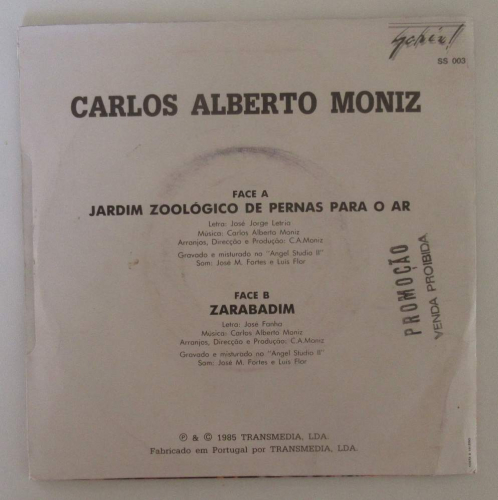 SS 003
CARLOS ALBERTO MONIZ
FACE A
JARDIM ZOOLÓGICO DE PERNAS PARA O AR
Letra: José Jorge Letria
Música: Carlos Alberto Moniz
Arranjos, Direcção e Produção: C.A.Moniz
Gravado e misturado no "Angel Studio II"
Som: José M. Fortes e Luis Flor
FACE B
ZARABADIM
Letra: José Fanha
Música: Carlos Alberto Moniz
Arranjos, Direcção e Produção: C.A.Moniz
Gravado e misturado no "Angel Studio II"
Som: José M. Fortes e Luis Flor
PROMOÇÃO
VENDA PROIBIDA
℗ & © 1985 TRANSMEDIA, LDA.
Fabricado em Portugal por TRANSMEDIA, LDA.